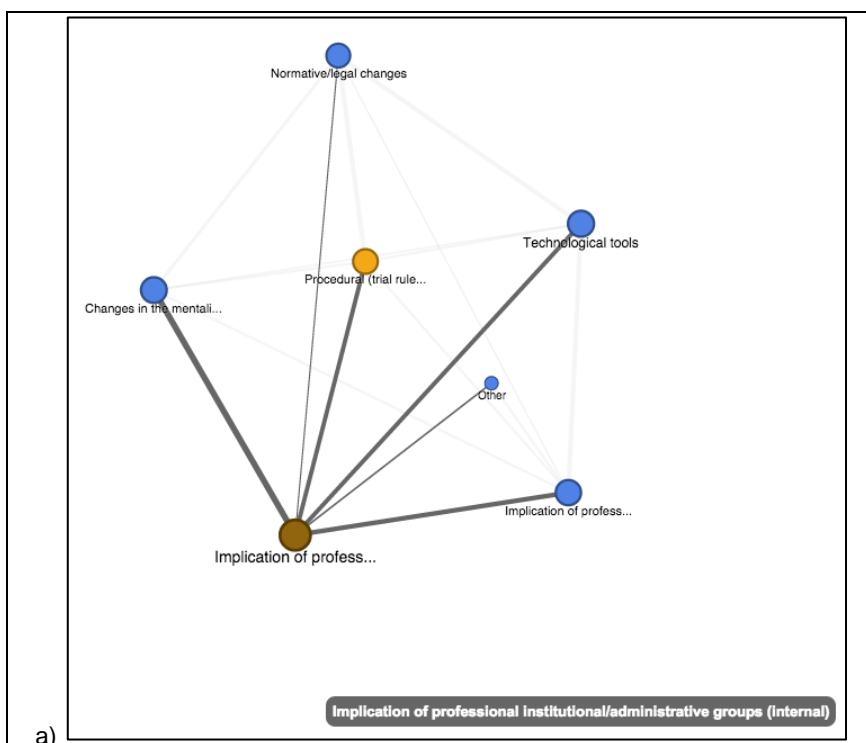 Normative/legal changes
Technological tools
Procedural (trial rule...
Changes in the mentali...
Other
Implication of profess...
Implication of profess...
Implication of professional institutional/administrative groups (internal)
a)